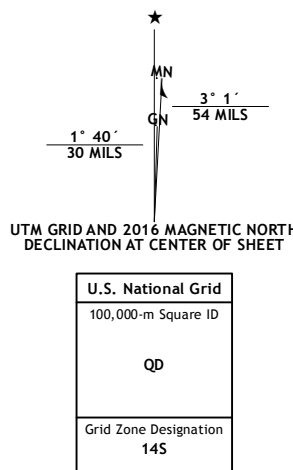 ★
MN
3° 1´
54 MILS
GN
1° 40´
30 MILS
UTM GRID AND 2016 MAGNETIC NORTH
DECLINATION AT CENTER OF SHEET
U.S. National Grid
100,000-m Square ID
QD
Grid Zone Designation
14S